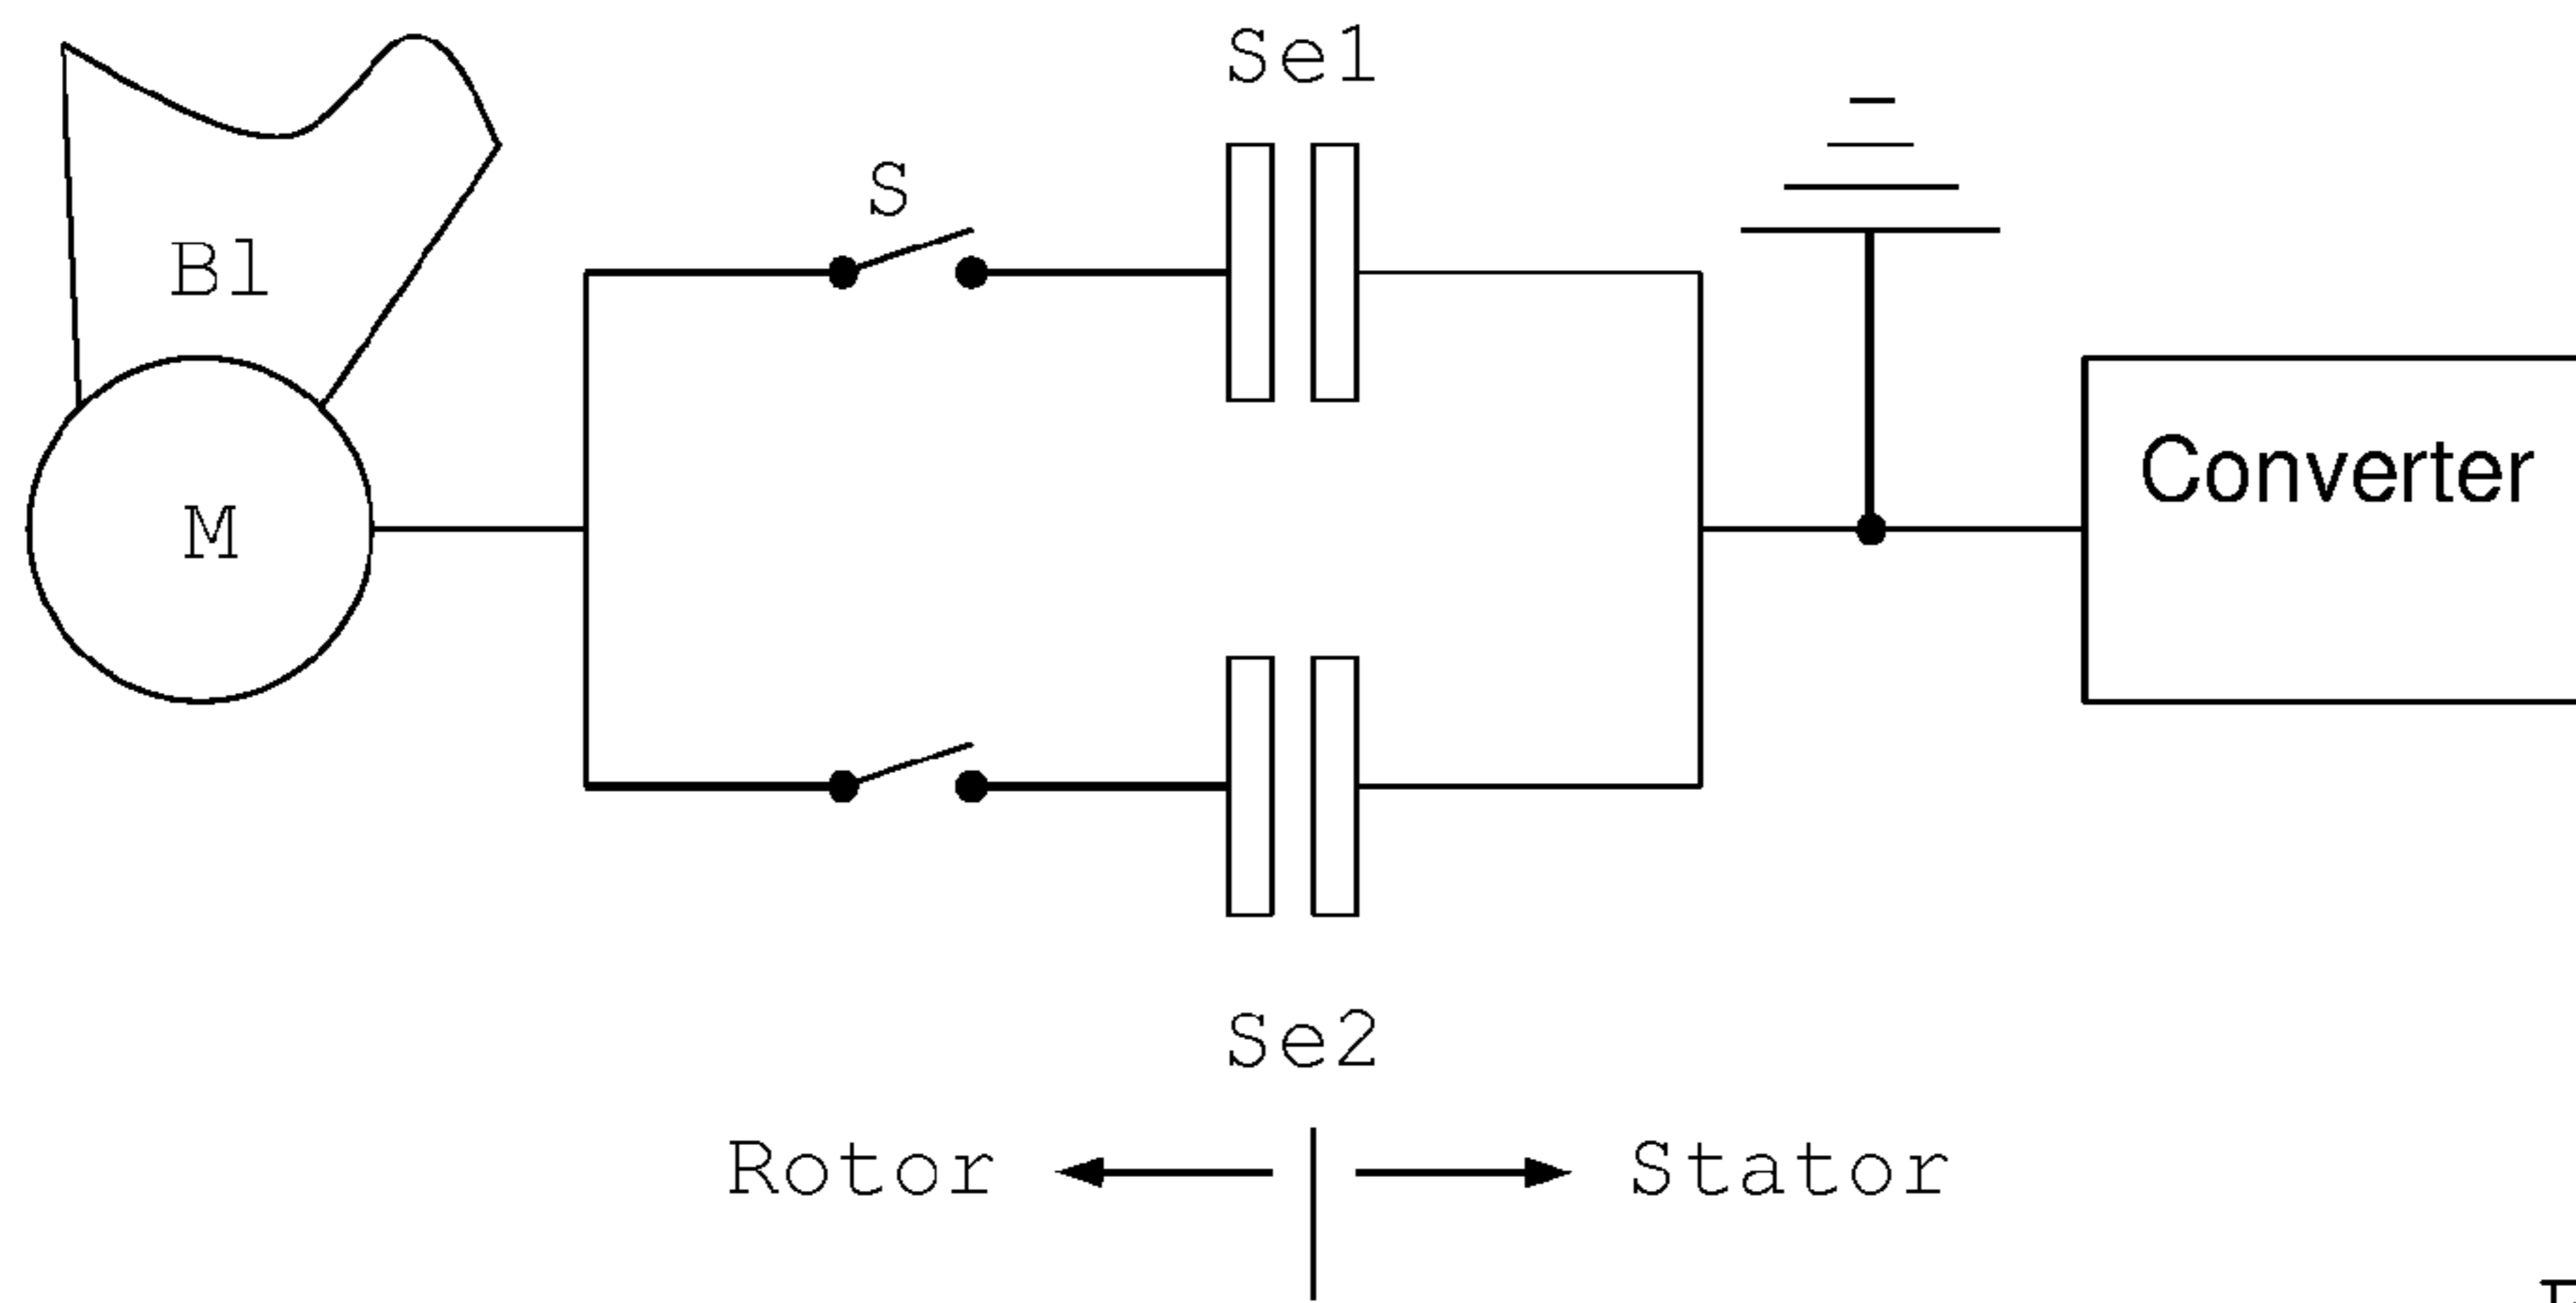 Se1
S
Bl
M
Converter
Se2
Rotor
Stator